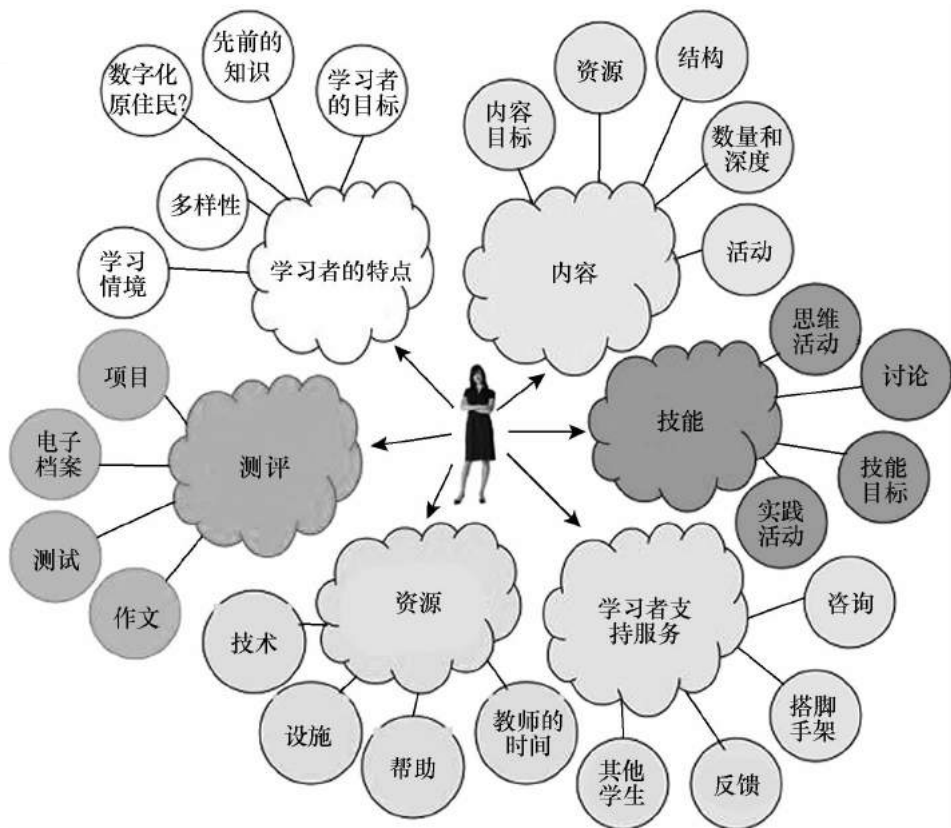 先前的
知识
数字化
原住民?
学习者
的目标
多样性
学习
情境
学习者的特点
资源
结构
内容
目标
数量和
深度
活动
内容
思维
活动
讨论
技能
技能
目标
实践
活动
项目
电子
档案
测评
测试
作文
资源
技术
设施
帮助
教师的
时间
学习者支
持服务
咨询
搭脚
手架
反馈
其他
学生